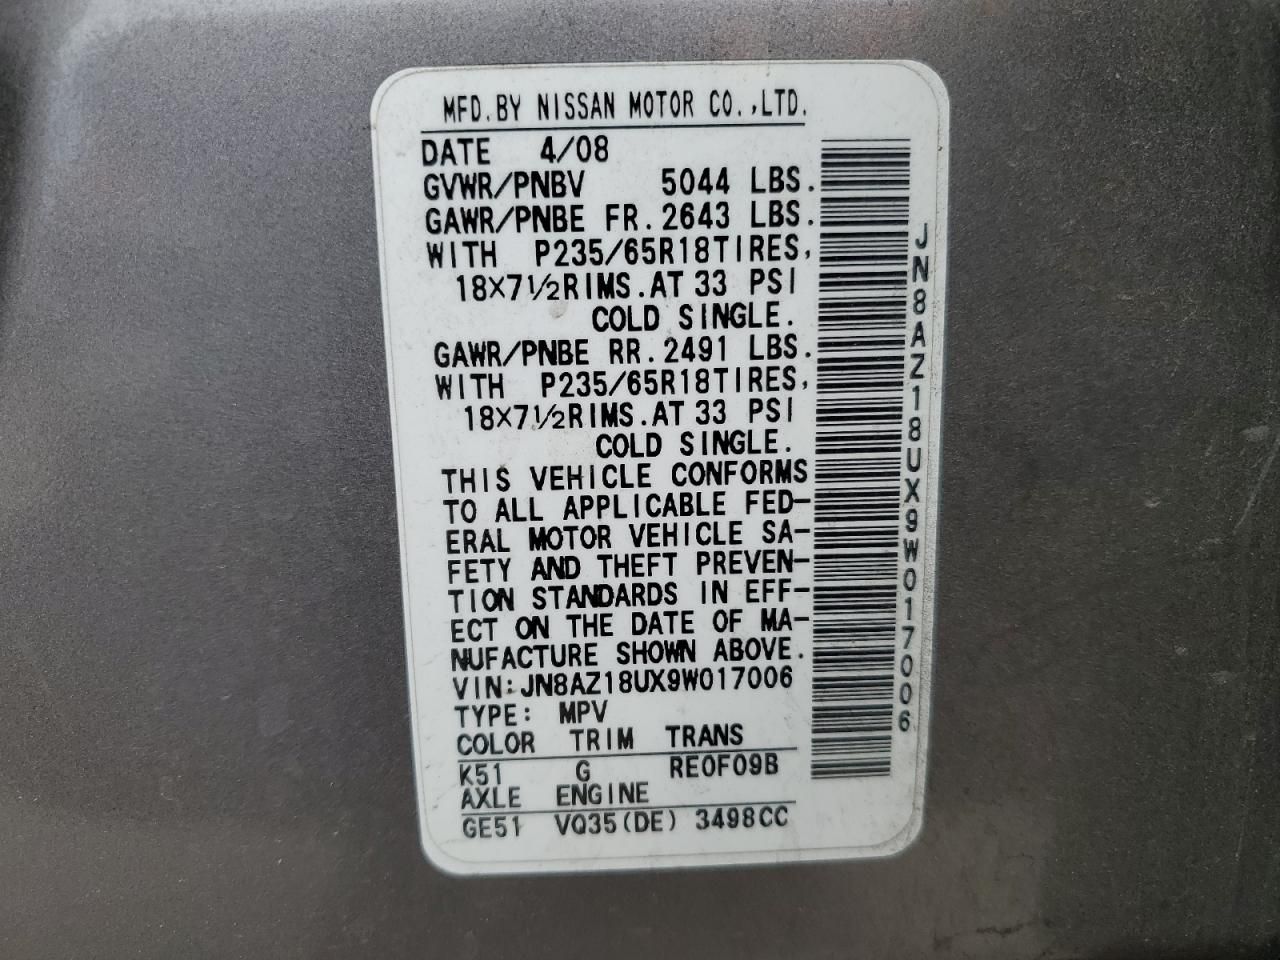 MFD.BY NISSAN MOTOR CO.,LTD.
DATE 4/08
GVWR/PNBV 5044 LBS.
GAWR/PNBE FR.2643 LBS.
WITH P235/65R18TIRES,
18×7½RIMS.AT 33 PSI
COLD SINGLE.
GAWR/PNBE RR.2491 LBS.
WITH P235/65R18TIRES,
18×7½RIMS.AT 33 PSI
COLD SINGLE.
THIS VEHICLE CONFORMS
TO ALL APPLICABLE FED-
ERAL MOTOR VEHICLE SA-
FETY AND THEFT PREVEN-
TION STANDARDS IN EFF-
ECT ON THE DATE OF MA-
NUFACTURE SHOWN ABOVE.
VIN:JN8AZ18UX9W017006
TYPE: MPV
COLOR TRIM TRANS
K51 G RE0F09B
AXLE ENGINE
GE51 VQ35(DE) 3498CC
JN8AZ18UX9W017006